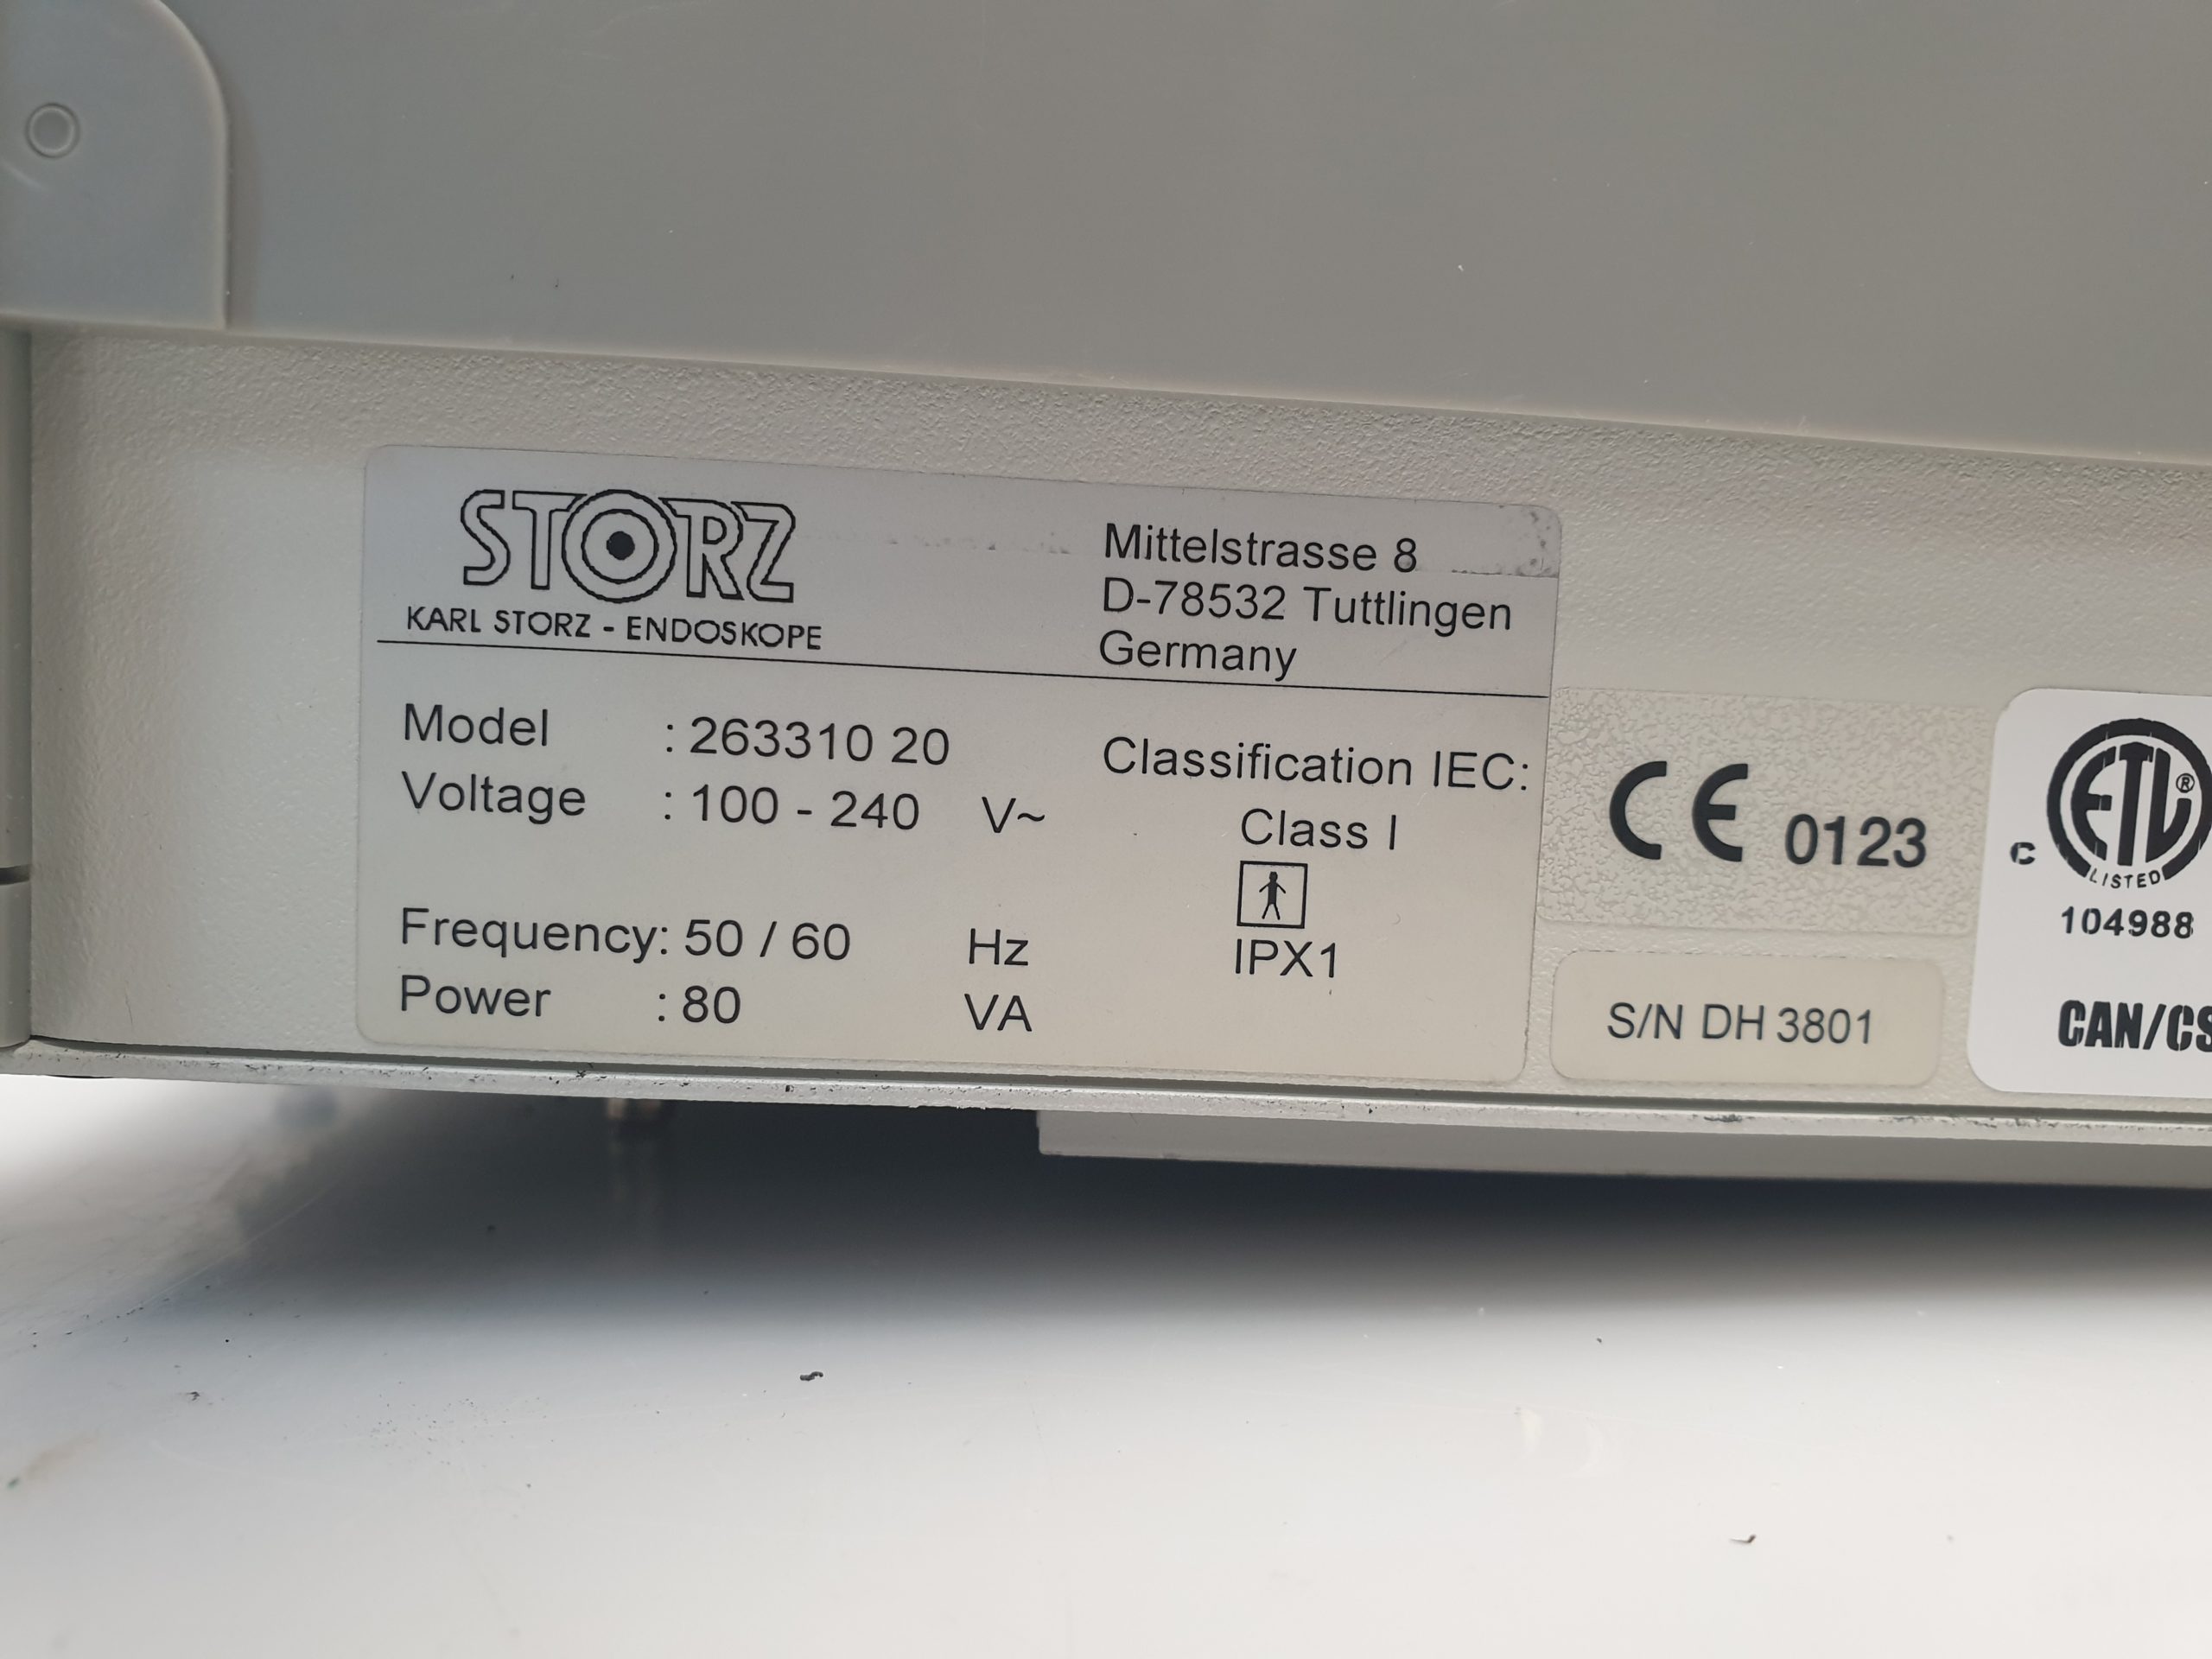 STORZ
KARL STORZ - ENDOSKOPE
Mittelstrasse 8
D-78532 Tuttlingen
Germany
Model : 263310 20
Voltage : 100 - 240 V~
Frequency: 50 / 60 Hz
Power : 80 VA
Classification IEC:
Class I
IPX1
CE 0123
S/N DH 3801
c
ETL®
LISTED
104988
CAN/CS